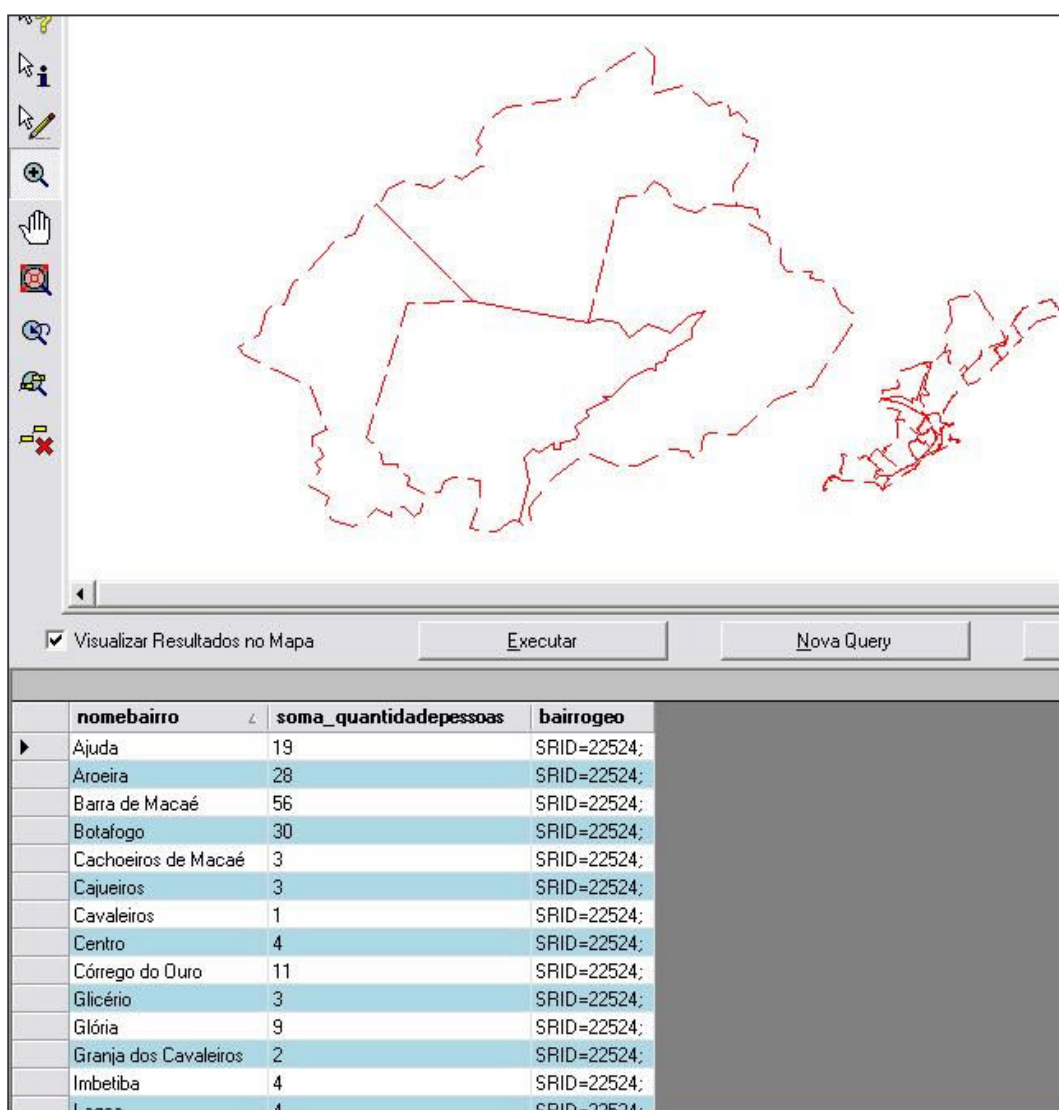 Visualizar Resultados no Mapa Executar Nova Query
nomebairro soma_quantidadepessoas bairrogeo
Ajuda 19 SRID=22524;
Aroeira 28 SRID=22524;
Barra de Macaé 56 SRID=22524;
Botafogo 30 SRID=22524;
Cachoeiros de Macaé 3 SRID=22524;
Cajueiros 3 SRID=22524;
Cavaleiros 1 SRID=22524;
Centro 4 SRID=22524;
Córrego do Ouro 11 SRID=22524;
Glicério 3 SRID=22524;
Glória 9 SRID=22524;
Granja dos Cavaleiros 2 SRID=22524;
Imbetiba 4 SRID=22524;